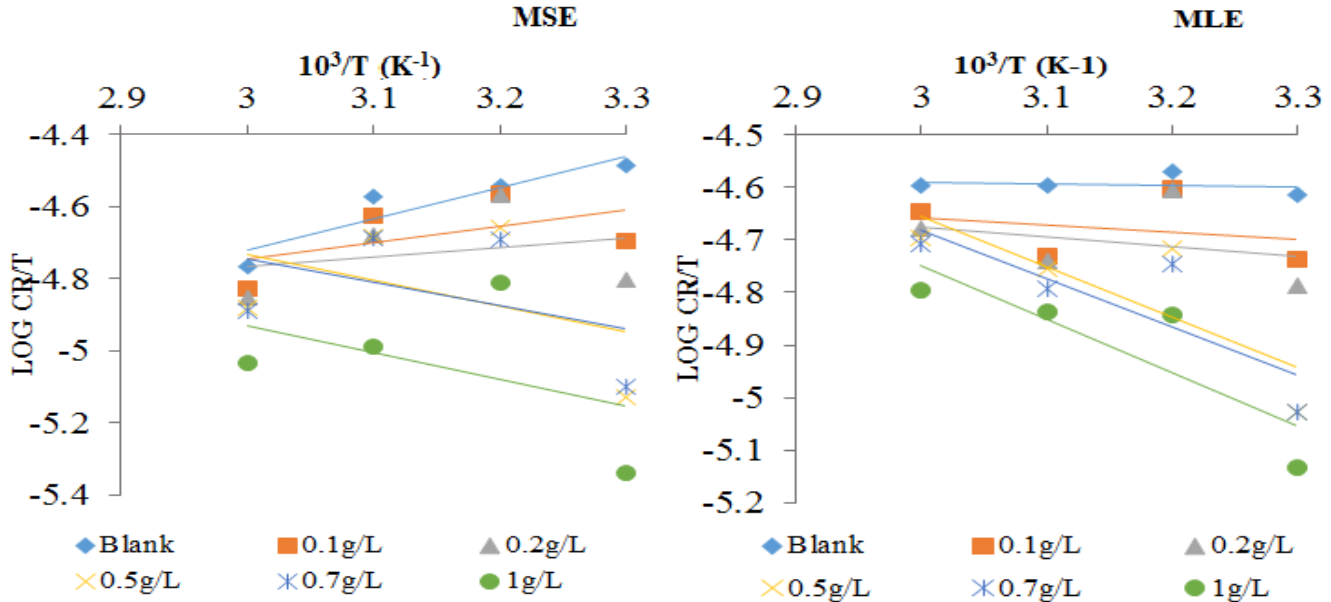 MSE
10³/T (K⁻¹)
2.9 3 3.1 3.2 3.3
-4.4
-4.6
-4.8
-5
-5.2
-5.4
LOG CR/T
Blank 0.1g/L 0.2g/L
0.5g/L 0.7g/L 1g/L
MLE
10³/T (K-1)
2.9 3 3.1 3.2 3.3
-4.5
-4.6
-4.7
-4.8
-4.9
-5
-5.1
-5.2
LOG CR/T
Blank 0.1g/L 0.2g/L
0.5g/L 0.7g/L 1g/L